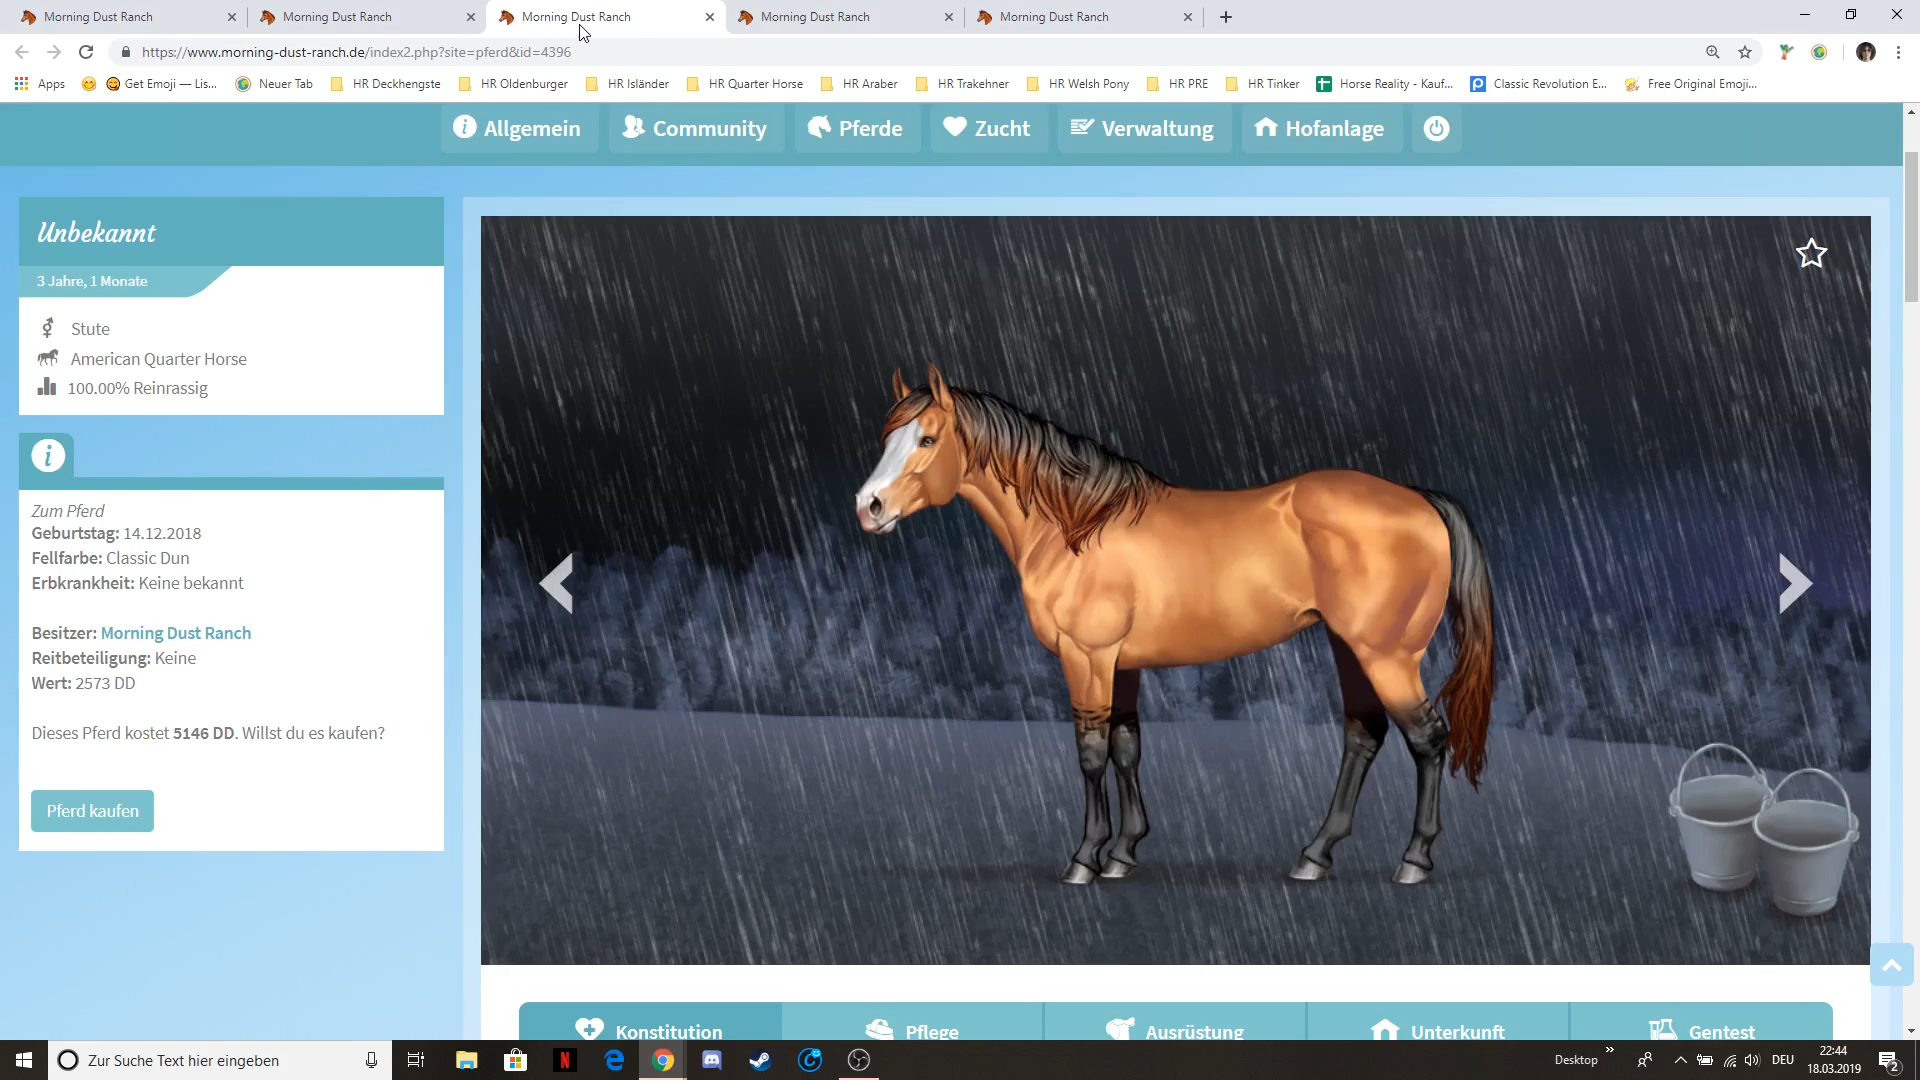 Morning Dust Ranch
Morning Dust Ranch
Morning Dust Ranch
Morning Dust Ranch
Morning Dust Ranch
https://www.morning-dust-ranch.de/index2.php?site=pferd&id=4396
Apps
Get Emoji — Lis...
Neuer Tab
HR Deckhengste
HR Oldenburger
HR Isländer
HR Quarter Horse
HR Araber
HR Trakehner
HR Welsh Pony
HR PRE
HR Tinker
Horse Reality - Kauf...
Classic Revolution E...
Free Original Emoji...
Allgemein
Community
Pferde
Zucht
Verwaltung
Hofanlage
Unbekannt
3 Jahre, 1 Monate
Stute
American Quarter Horse
100.00% Reinrassig
Zum Pferd
Geburtstag: 14.12.2018
Fellfarbe: Classic Dun
Erbkrankheit: Keine bekannt
Besitzer: Morning Dust Ranch
Reitbeteiligung: Keine
Wert: 2573 DD
Dieses Pferd kostet 5146 DD. Willst du es kaufen?
Pferd kaufen
Konstitution
Pflege
Ausrüstung
Unterkunft
Gentest
Zur Suche Text hier eingeben
Desktop
DEU
22:44
18.03.2019
2